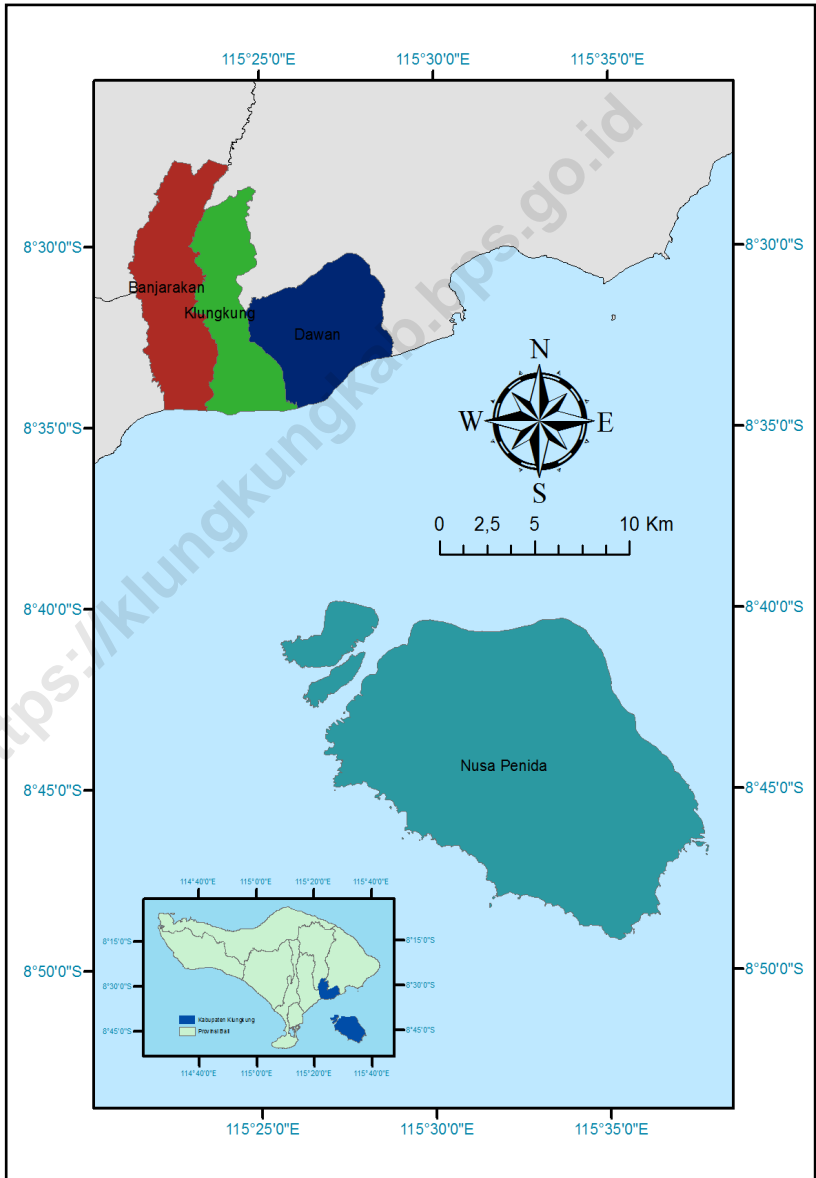 115°25'0"E 115°30'0"E 115°35'0"E
8°30'0"S 8°30'0"S
Banjarakan
Klungkung
Dawan
N
W E
S
8°35'0"S 8°35'0"S
0 2,5 5 10 Km
8°40'0"S 8°40'0"S
Nusa Penida
8°45'0"S 8°45'0"S
114°40'0"E 115°0'0"E 115°20'0"E 115°40'0"E
8°15'0"S 8°15'0"S
8°30'0"S 8°30'0"S
8°45'0"S 8°45'0"S
Kabupaten Klungkung
Provinsi Bali
114°40'0"E 115°0'0"E 115°20'0"E 115°40'0"E
8°50'0"S 8°50'0"S
115°25'0"E 115°30'0"E 115°35'0"E
ttps://klungkungkab.bps.go.id